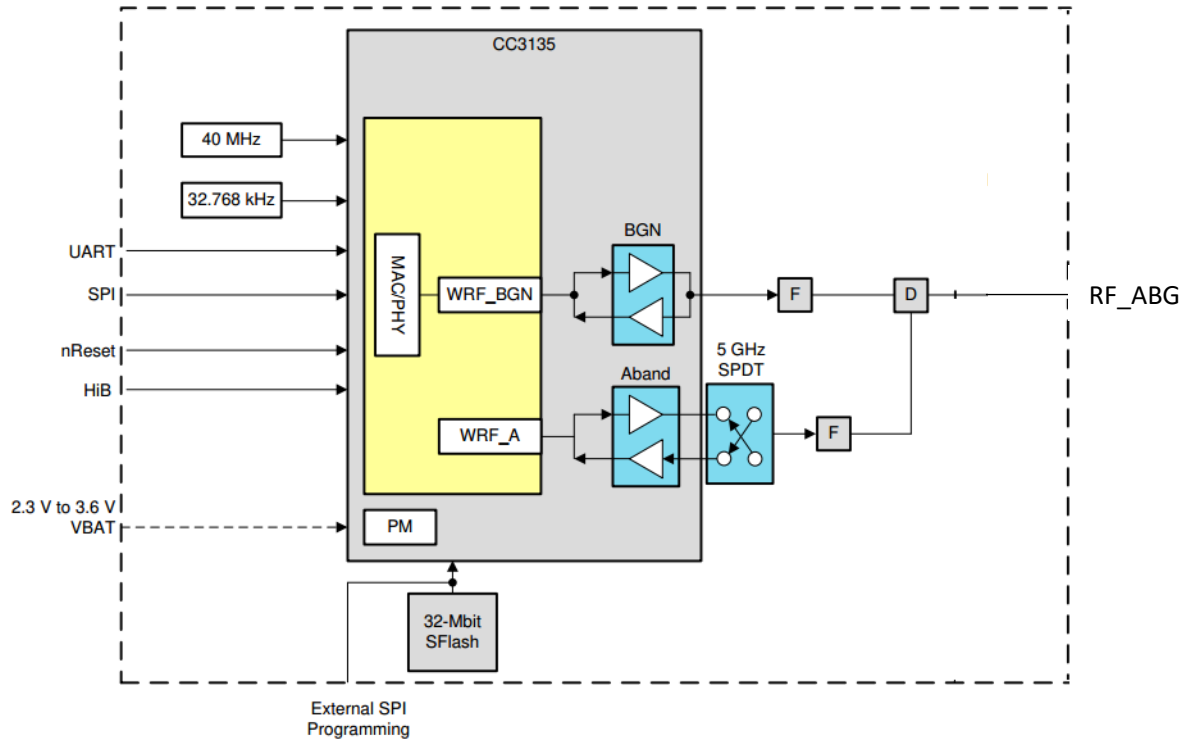 CC3135
40 MHz
32.768 kHz
UART
SPI
nReset
HiB
2.3 V to 3.6 V
VBAT
MAC/PHY
WRF_BGN
WRF_A
PM
BGN
Aband
5 GHz
SPDT
F
F
D
RF_ABG
32-Mbit
SFlash
External SPI
Programming